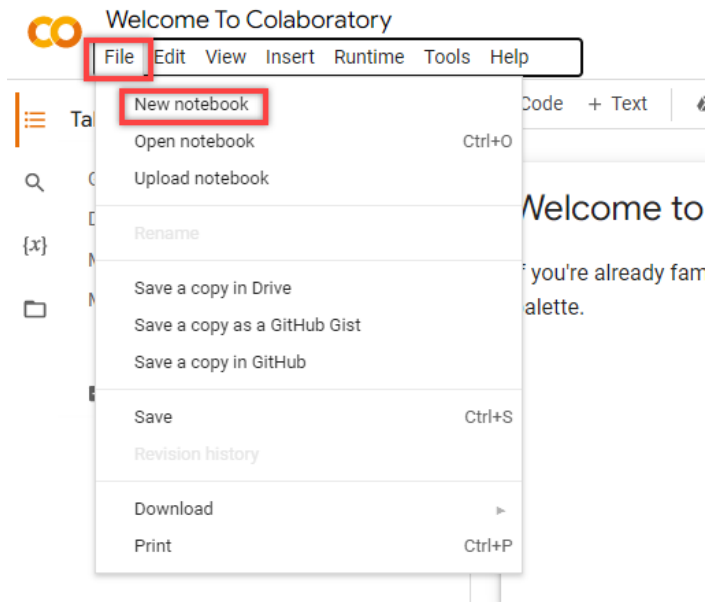 Welcome To Colaboratory
File Edit View Insert Runtime Tools Help
New notebook
Code + Text
Open notebook Ctrl+O
Upload notebook
{x}
Welcome to
Rename
you're already fam
Save a copy in Drive
alette.
Save a copy as a GitHub Gist
Save a copy in GitHub
Save Ctrl+S
Revision history
Download
Print Ctrl+P